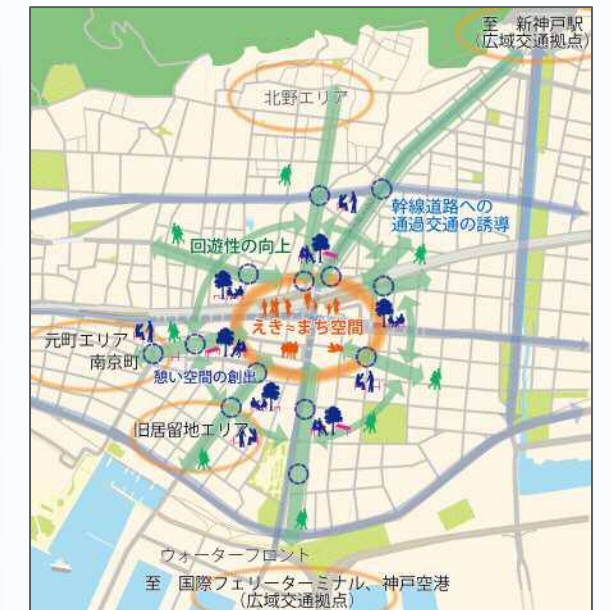 至　新神戸駅
(広域交通拠点)
北野エリア
幹線道路への
通過交通の誘導
回遊性の向上
えき≈まち空間
元町エリア
南京町
憩い空間の創出
旧居留地エリア
ウォーターフロント
至　国際フェリーターミナル、神戸空港
(広域交通拠点)